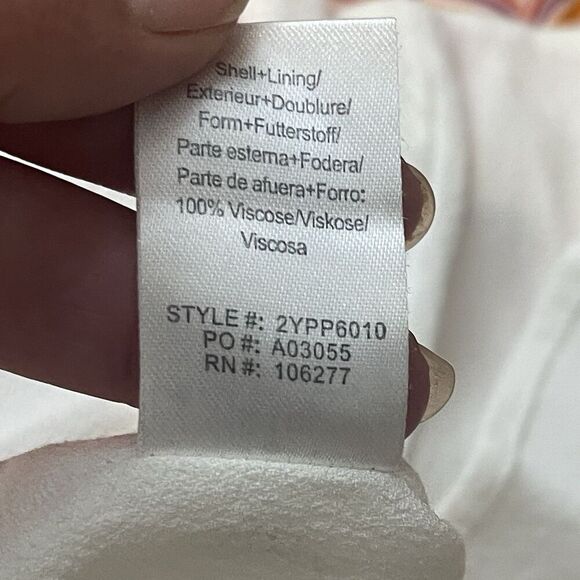 Shell+Lining/
Exterieur+Doublure/
Form+Futterstoff/
Parte esterna+Fodera/
Parte de afuera+Forro:
100% Viscose/Viskose/
Viscosa
STYLE #: 2YPP6010
PO #: A03055
RN #: 106277